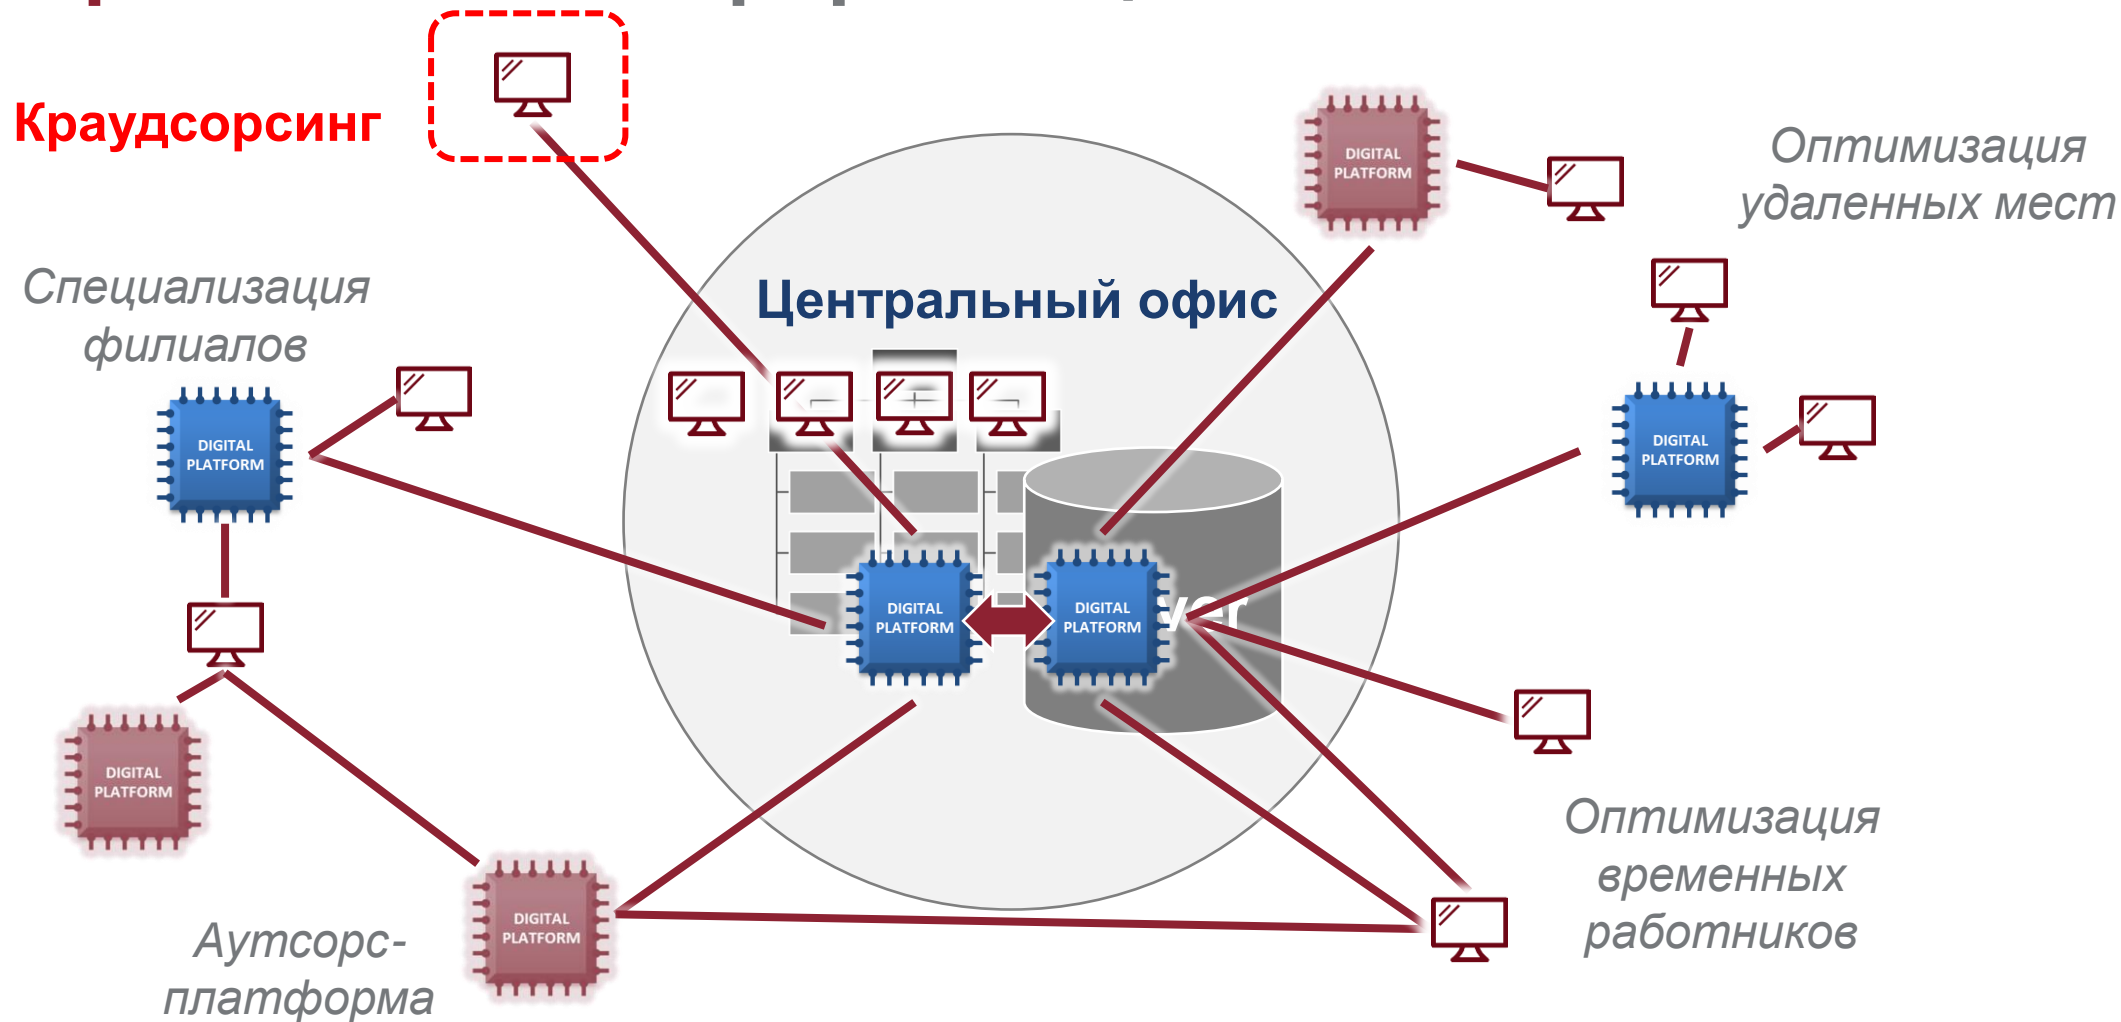 Краудсорсинг
DIGITAL
PLATFORM
Оптимизация
удаленных мест
Специализация
филиалов
Центральный офис
DIGITAL
PLATFORM
DIGITAL
PLATFORM
DIGITAL
PLATFORM
DIGITAL
PLATFORM
ver
DIGITAL
PLATFORM
Оптимизация
временных
работников
DIGITAL
PLATFORM
Аутсорс-
платформа